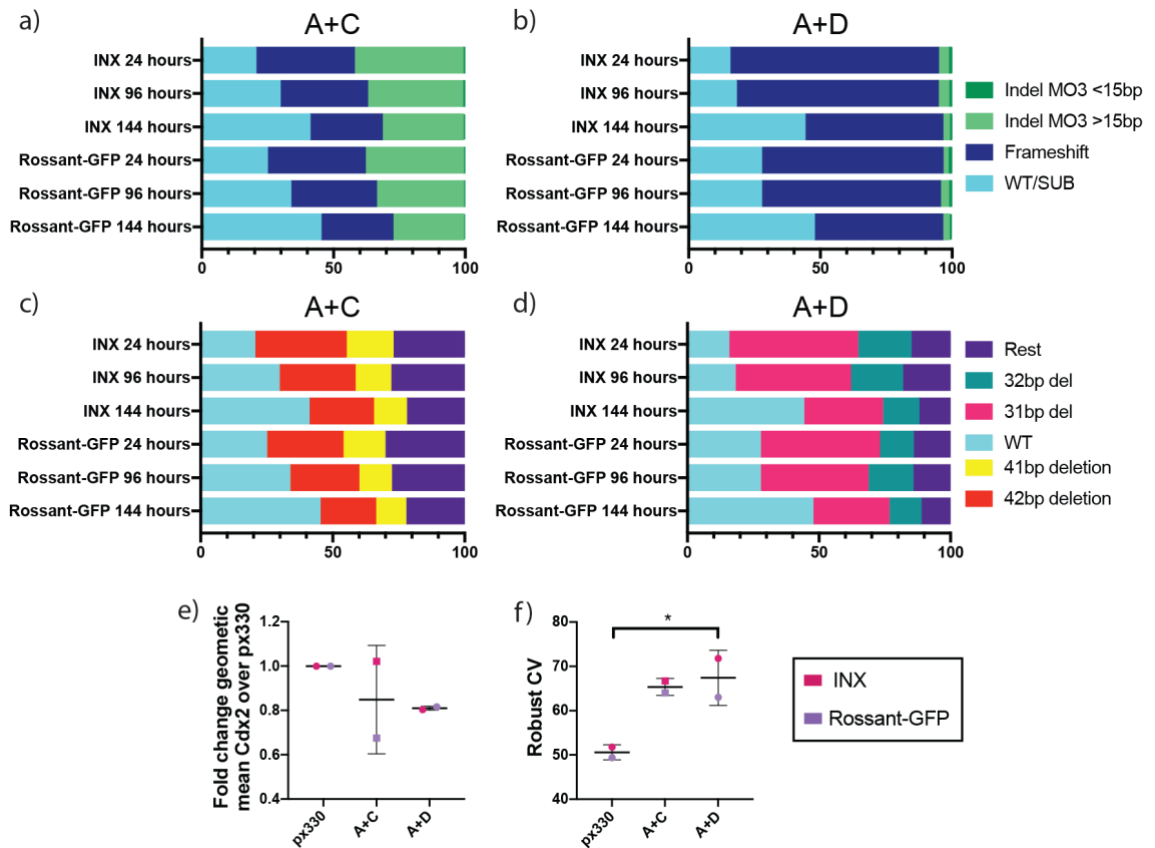 a)
A+C
INX 24 hours
INX 96 hours
INX 144 hours
Rossant-GFP 24 hours
Rossant-GFP 96 hours
Rossant-GFP 144 hours
0 50 100
b)
A+D
INX 24 hours
INX 96 hours
INX 144 hours
Rossant-GFP 24 hours
Rossant-GFP 96 hours
Rossant-GFP 144 hours
0 50 100
Indel MO3 <15bp
Indel MO3 >15bp
Frameshift
WT/SUB
c)
A+C
INX 24 hours
INX 96 hours
INX 144 hours
Rossant-GFP 24 hours
Rossant-GFP 96 hours
Rossant-GFP 144 hours
0 50 100
d)
A+D
INX 24 hours
INX 96 hours
INX 144 hours
Rossant-GFP 24 hours
Rossant-GFP 96 hours
Rossant-GFP 144 hours
0 50 100
Rest
32bp del
31bp del
WT
41bp deletion
42bp deletion
e)
Fold change geometic
mean Cdx2 over px330
1.2
1.0
0.8
0.6
0.4
px330 A+C A+D
f)
Robust CV
80
70
60
50
40
*
px330 A+C A+D
INX
Rossant-GFP